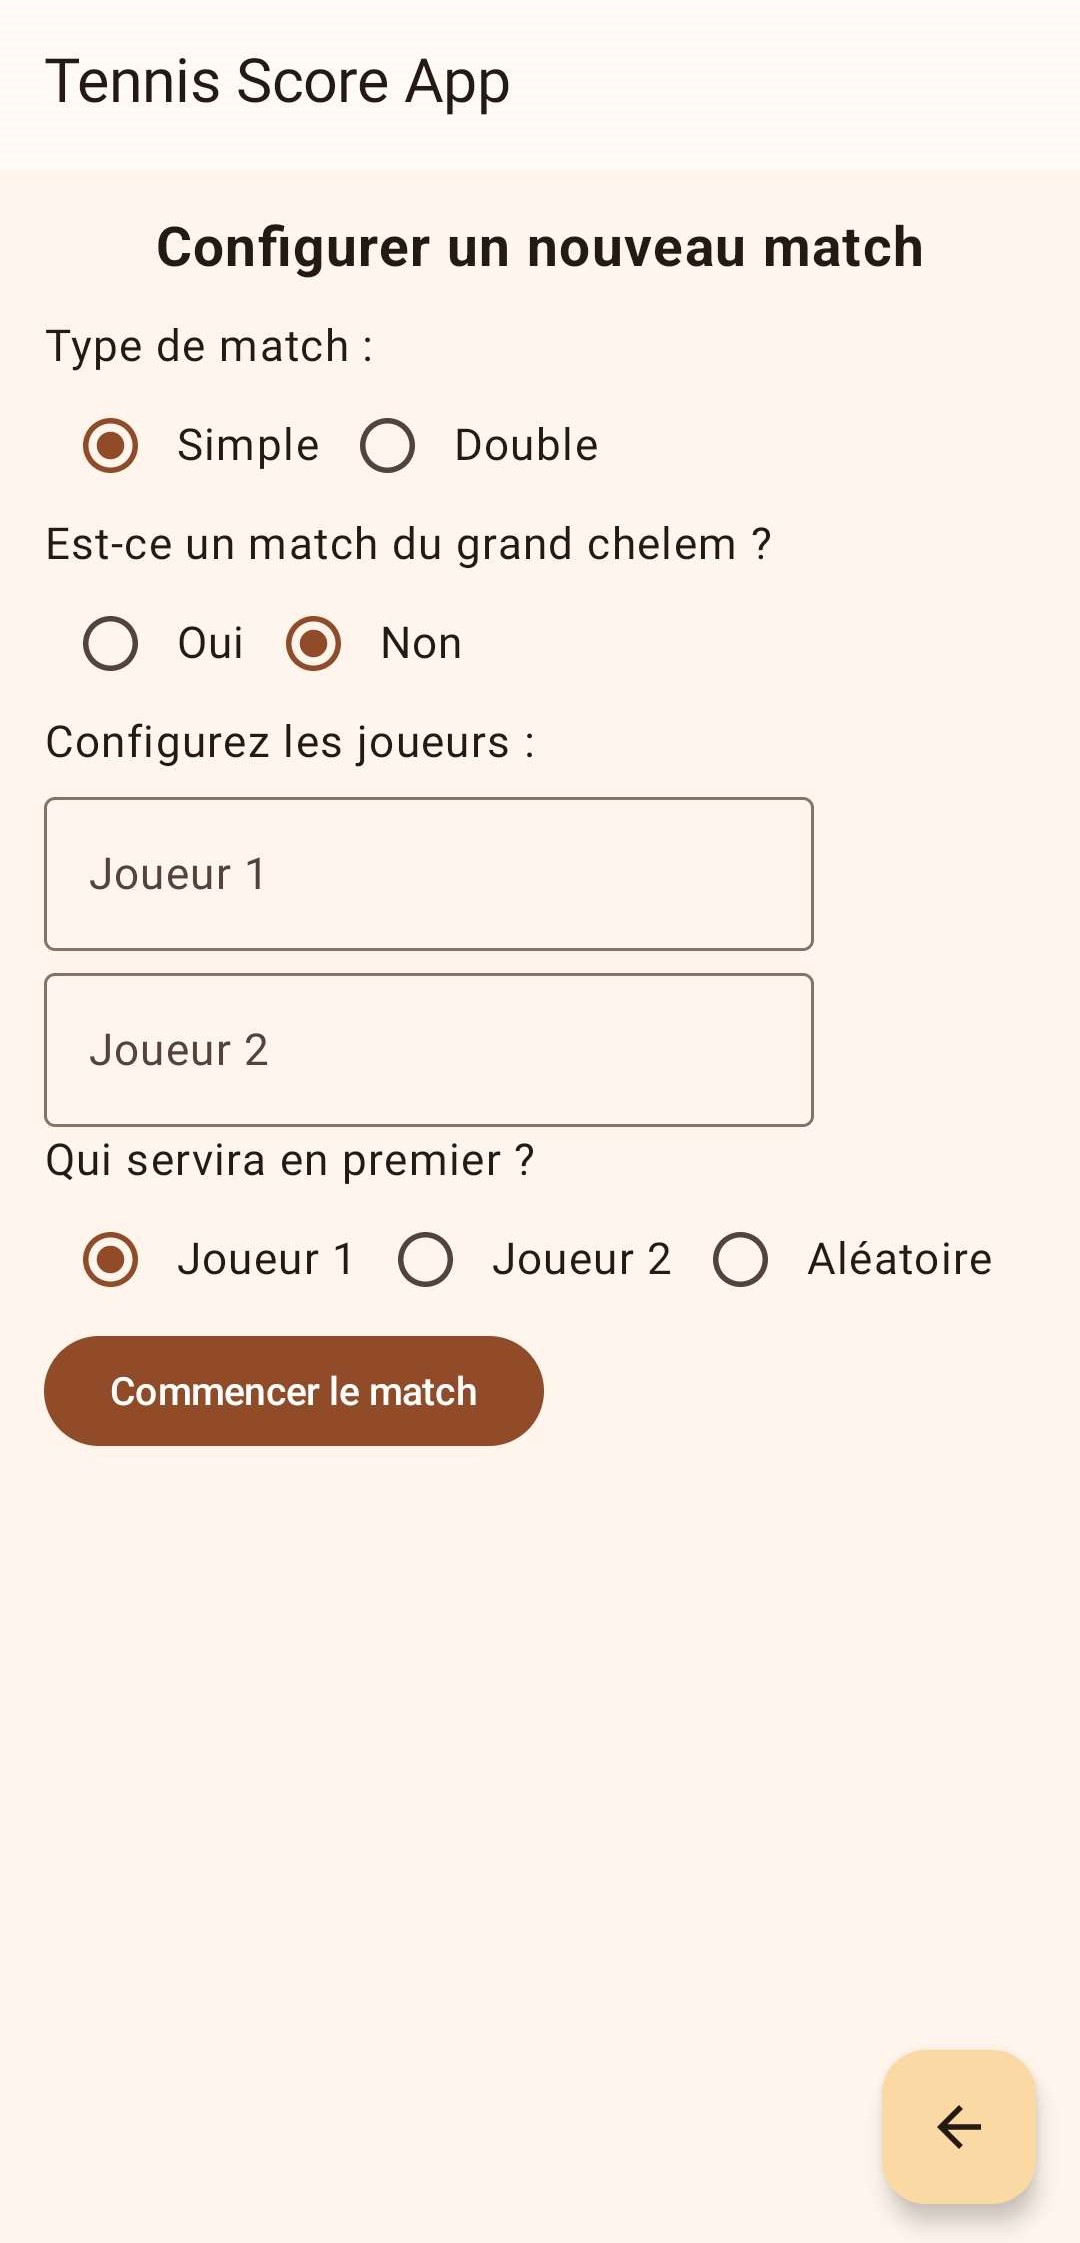 Tennis Score App
Configurer un nouveau match
Type de match :
Simple Double
Est-ce un match du grand chelem ?
Oui Non
Configurez les joueurs :
Joueur 1
Joueur 2
Qui servira en premier ?
Joueur 1 Joueur 2 Aléatoire
Commencer le match